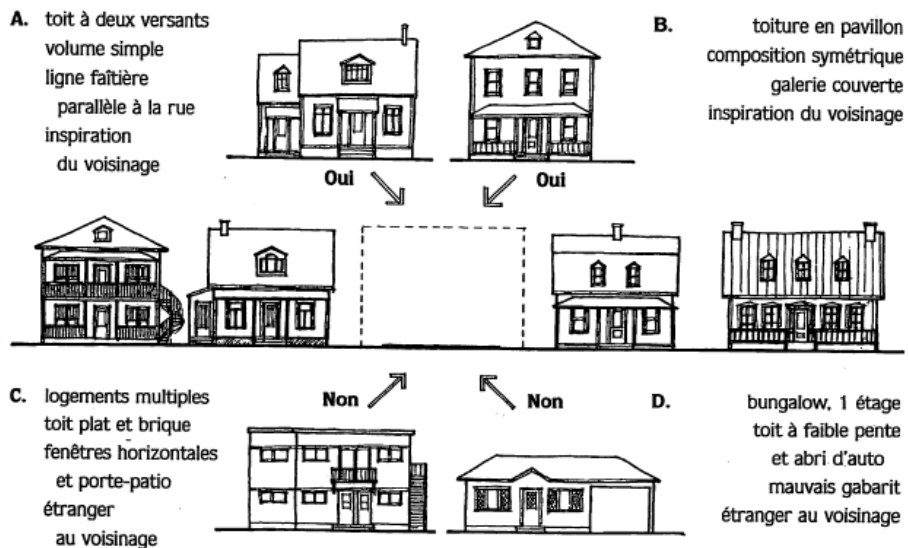 A. toit à deux versants
volume simple
ligne faîtière
parallèle à la rue
inspiration
du voisinage
B. toiture en pavillon
composition symétrique
galerie couverte
inspiration du voisinage
Oui
Oui
C. logements multiples
toit plat et brique
fenêtres horizontales
et porte-patio
étranger
au voisinage
Non
Non
D. bungalow, 1 étage
toit à faible pente
et abri d'auto
mauvais gabarit
étranger au voisinage